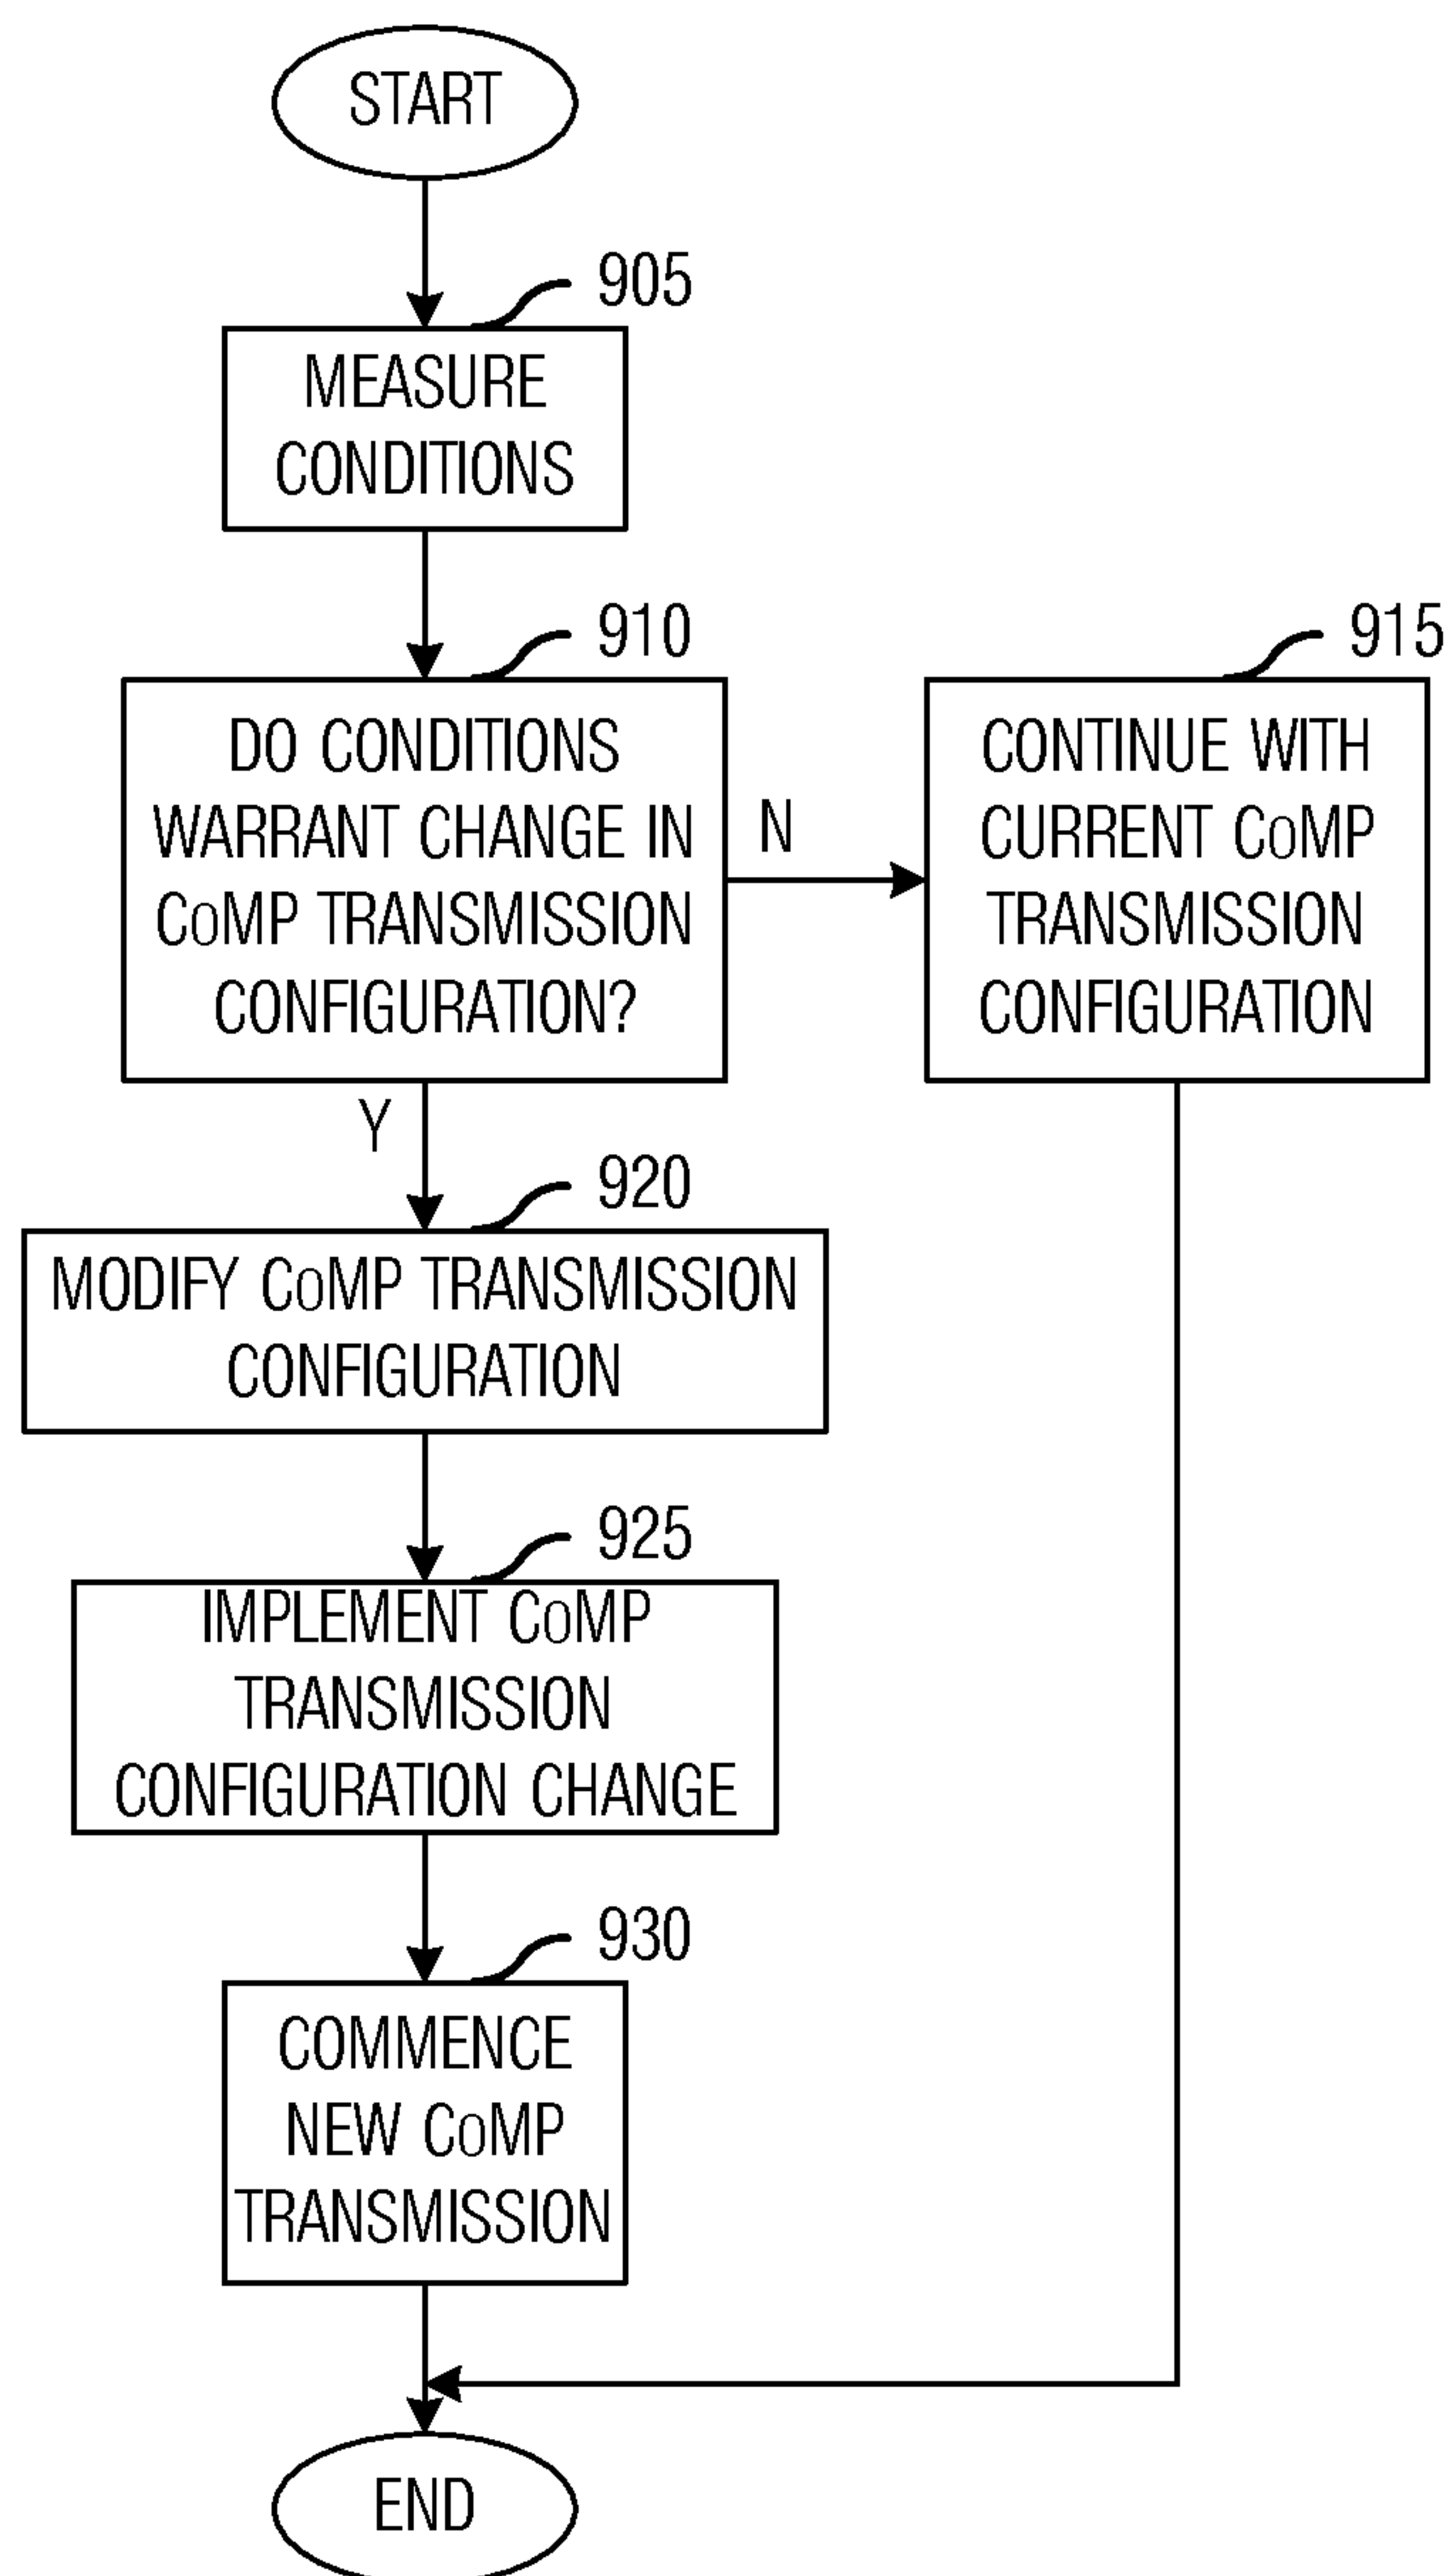 START
905
MEASURE
CONDITIONS
910
DO CONDITIONS
WARRANT CHANGE IN
CoMP TRANSMISSION
CONFIGURATION?
N
915
CONTINUE WITH
CURRENT CoMP
TRANSMISSION
CONFIGURATION
Y
920
MODIFY CoMP TRANSMISSION
CONFIGURATION
925
IMPLEMENT CoMP
TRANSMISSION
CONFIGURATION CHANGE
930
COMMENCE
NEW CoMP
TRANSMISSION
END